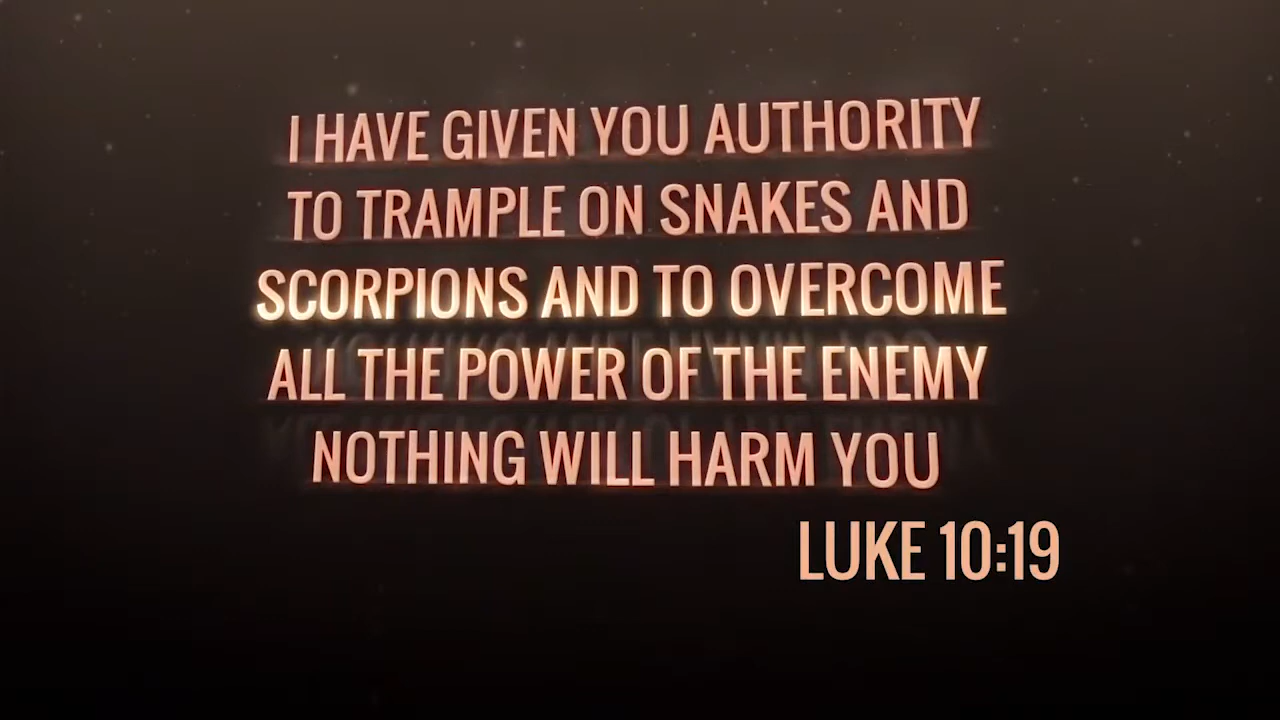 I HAVE GIVEN YOU AUTHORITY
TO TRAMPLE ON SNAKES AND
SCORPIONS AND TO OVERCOME
ALL THE POWER OF THE ENEMY
NOTHING WILL HARM YOU
LUKE 10:19